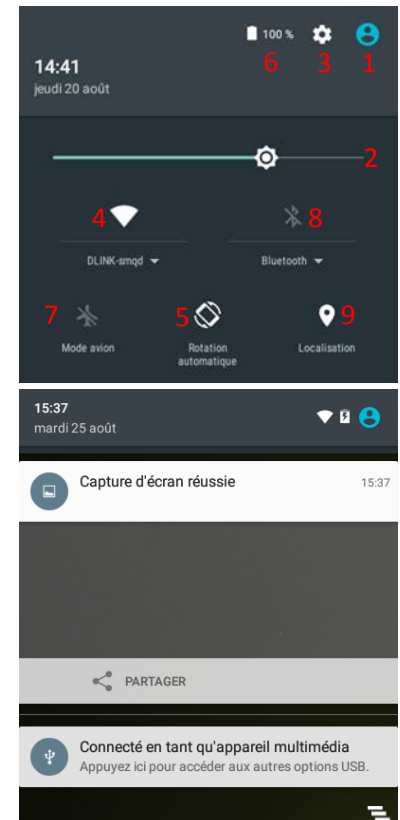 100 %
6
3
1
14:41
jeudi 20 août
2
4
8
DLINK-smqd
Bluetooth
7
5
9
Mode avion
Rotation
automatique
Localisation
15:37
mardi 25 août
Capture d'écran réussie
15:37
PARTAGER
Connecté en tant qu'appareil multimédia
Appuyez ici pour accéder aux autres options USB.